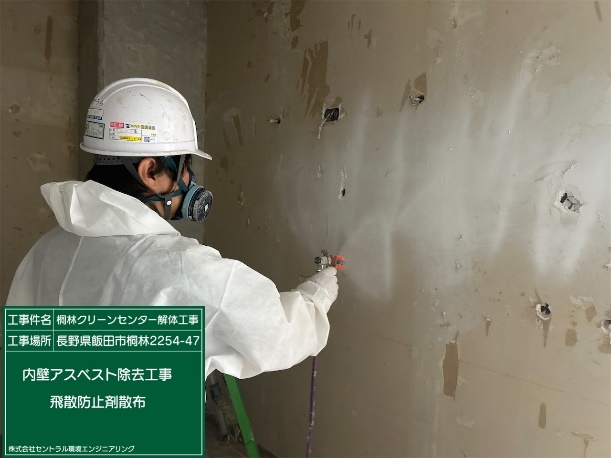 工事件名 桐林クリーンセンター解体工事
工事場所 長野県飯田市桐林2254-47
内壁アスベスト除去工事
飛散防止剤散布
株式会社セントラル環境エンジニアリング